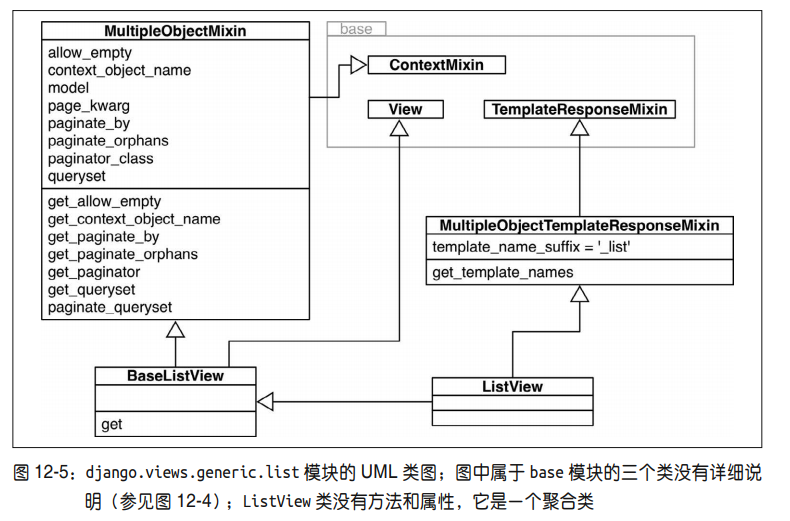 MultipleObjectMixin
allow_empty
context_object_name
model
page_kwarg
paginate_by
paginate_orphans
paginator_class
queryset
get_allow_empty
get_context_object_name
get_paginate_by
get_paginate_orphans
get_paginator
get_queryset
paginate_queryset
base
ContextMixin
View
TemplateResponseMixin
MultipleObjectTemplateResponseMixin
template_name_suffix = '_list'
get_template_names
BaseListView
get
ListView
图 12-5：django.views.generic.list 模块的 UML 类图；图中属于 base 模块的三个类没有详细说
明（参见图 12-4）；ListView 类没有方法和属性，它是一个聚合类